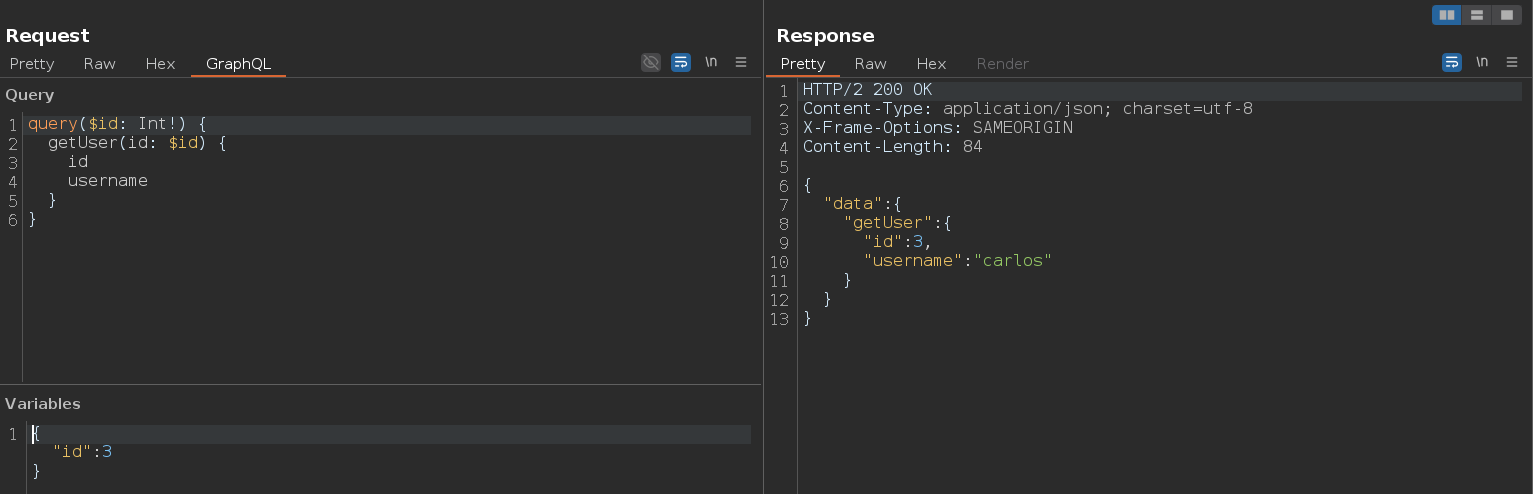 Request
Pretty Raw Hex GraphQL \n
Query
1 query($id: Int!) {
2   getUser(id: $id) {
3     id
4     username
5   }
6 }
Variables
1 {
  "id":3
}
Response
Pretty Raw Hex Render \n
1 HTTP/2 200 OK
2 Content-Type: application/json; charset=utf-8
3 X-Frame-Options: SAMEORIGIN
4 Content-Length: 84
5
6 {
7   "data":{
8     "getUser":{
9       "id":3,
10       "username":"carlos"
11     }
12   }
13 }